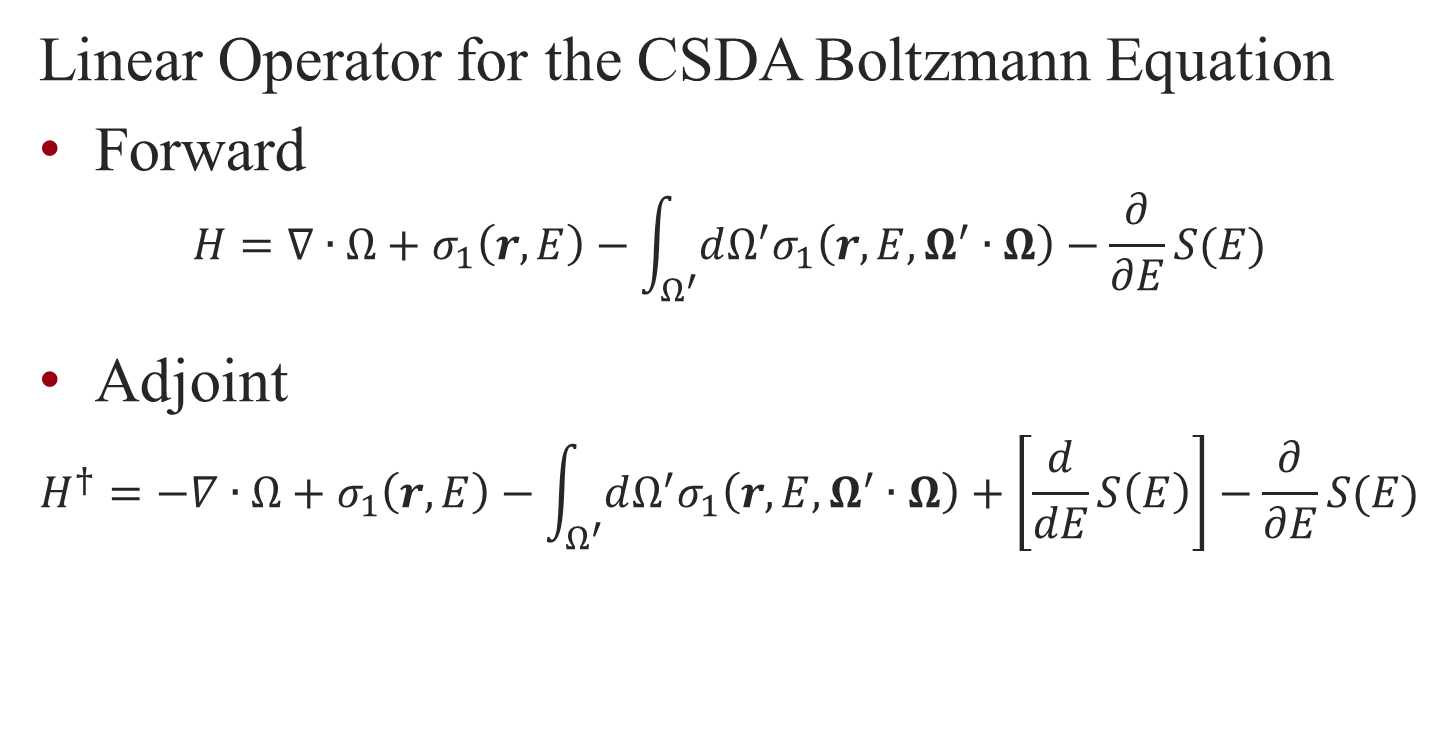 Linear Operator for the CSDA Boltzmann Equation
• Forward
H = ∇ · Ω + σ₁(𝒓, E) − ∫_Ω′ dΩ′σ₁(𝒓, E, 𝛀′ · 𝛀) − ∂/∂E S(E)
• Adjoint
H† = −∇ · Ω + σ₁(𝒓, E) − ∫_Ω′ dΩ′σ₁(𝒓, E, 𝛀′ · 𝛀) + [d/dE S(E)] − ∂/∂E S(E)